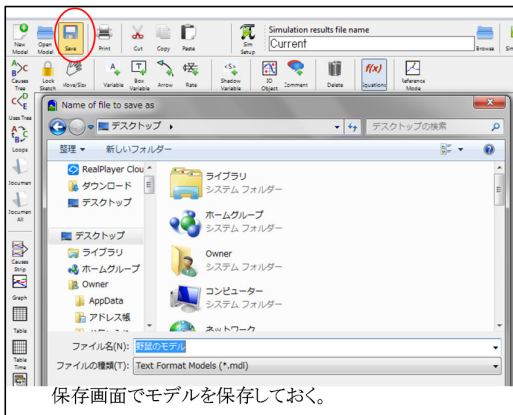 New Model
Open Model
Save
Print
Cut
Copy
Paste
Sim Setup
Simulation results file name
Current
Browse
Causes Tree
Lock Sketch
Move/Size
Variable
Box Variable
Arrow
Rate
Shadow Variable
IO Object
Comment
Delete
f(x)
Equations
Reference Mode
Uses Tree
Loops
Document
Document All
Causes Strip
Graph
Table
Table Time
Name of file to save as
デスクトップ
デスクトップの検索
整理
新しいフォルダー
RealPlayer Clou
ダウンロード
デスクトップ
デスクトップ
ライブラリ
ホームグループ
Owner
AppData
アドレス帳
ライブラリ
システム フォルダー
ホームグループ
システム フォルダー
Owner
システム フォルダー
コンピューター
システム フォルダー
ネットワーク
ファイル名(N): 野鼠のモデル
ファイルの種類(T): Text Format Models (*.mdl)
保存画面でモデルを保存しておく。